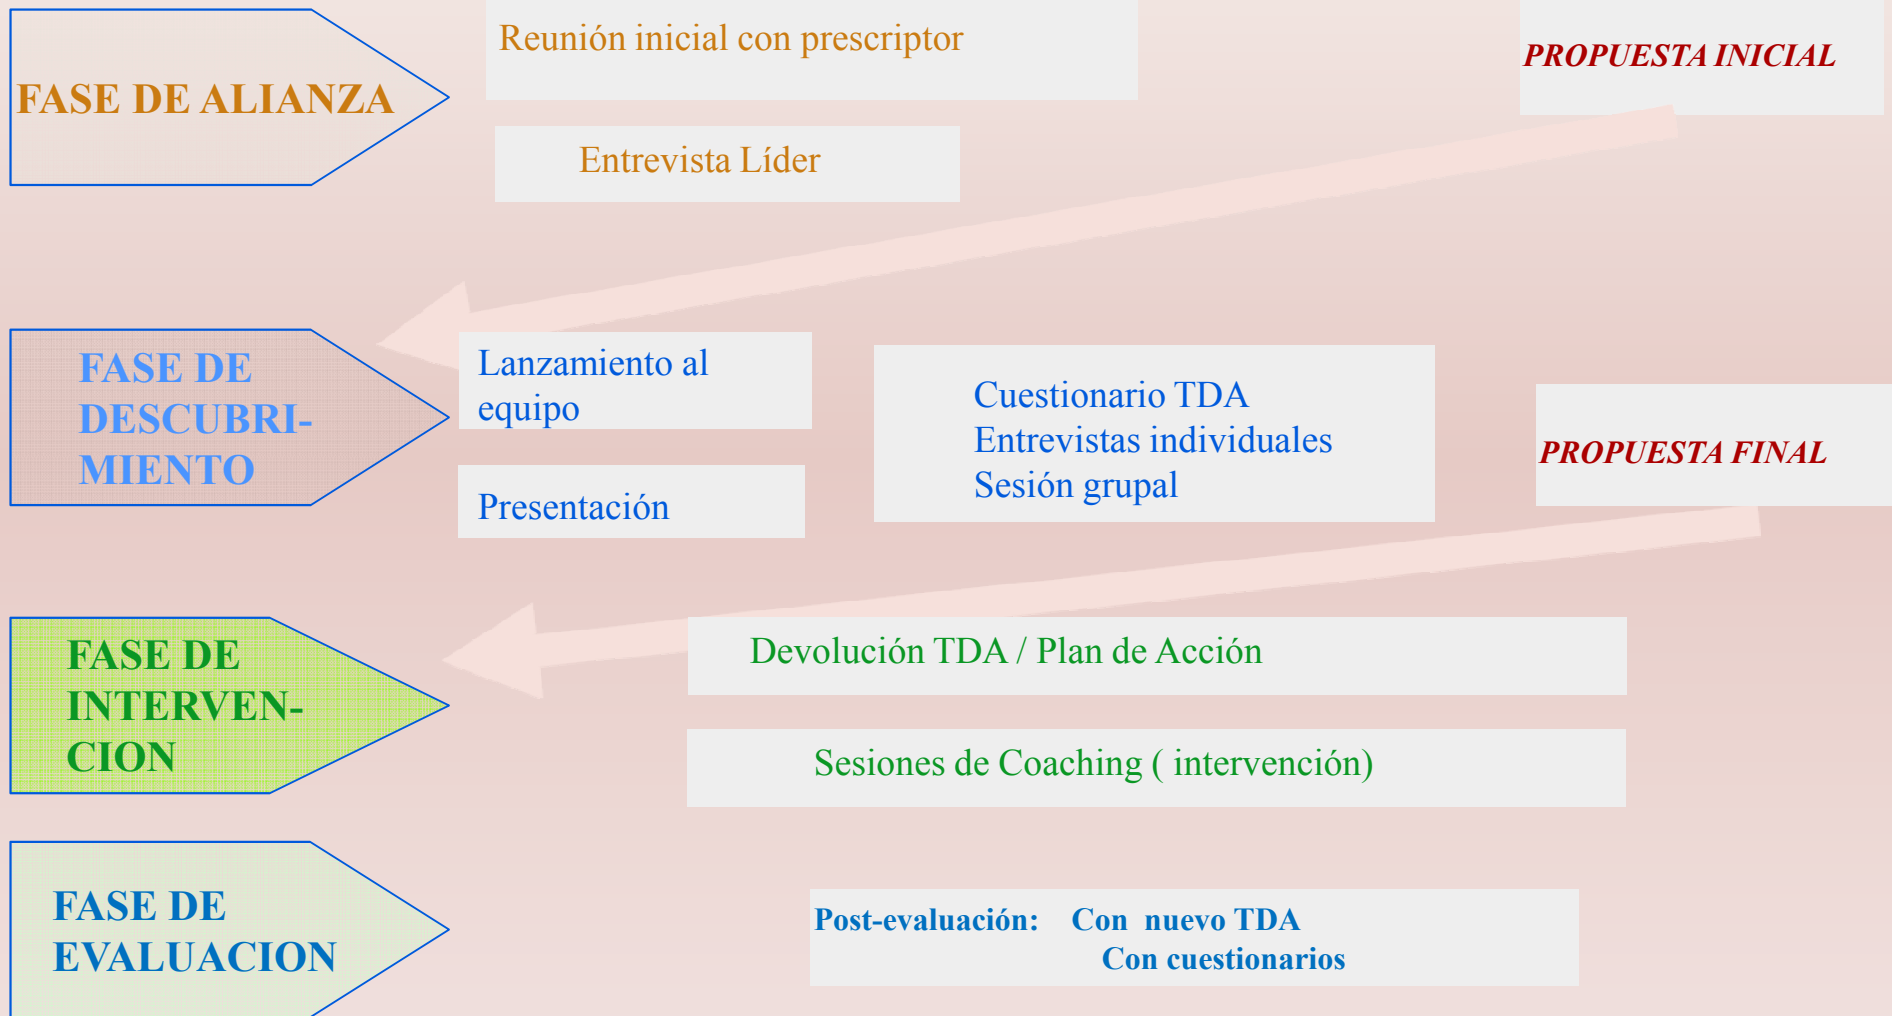 FASE DE ALIANZA
Reunión inicial con prescriptor
PROPUESTA INICIAL
Entrevista Líder
FASE DE
DESCUBRI-
MIENTO
Lanzamiento al
equipo
Presentación
Cuestionario TDA
Entrevistas individuales
Sesión grupal
PROPUESTA FINAL
FASE DE
INTERVEN-
CION
Devolución TDA / Plan de Acción
Sesiones de Coaching ( intervención)
FASE DE
EVALUACION
Post-evaluación: Con nuevo TDA
Con cuestionarios